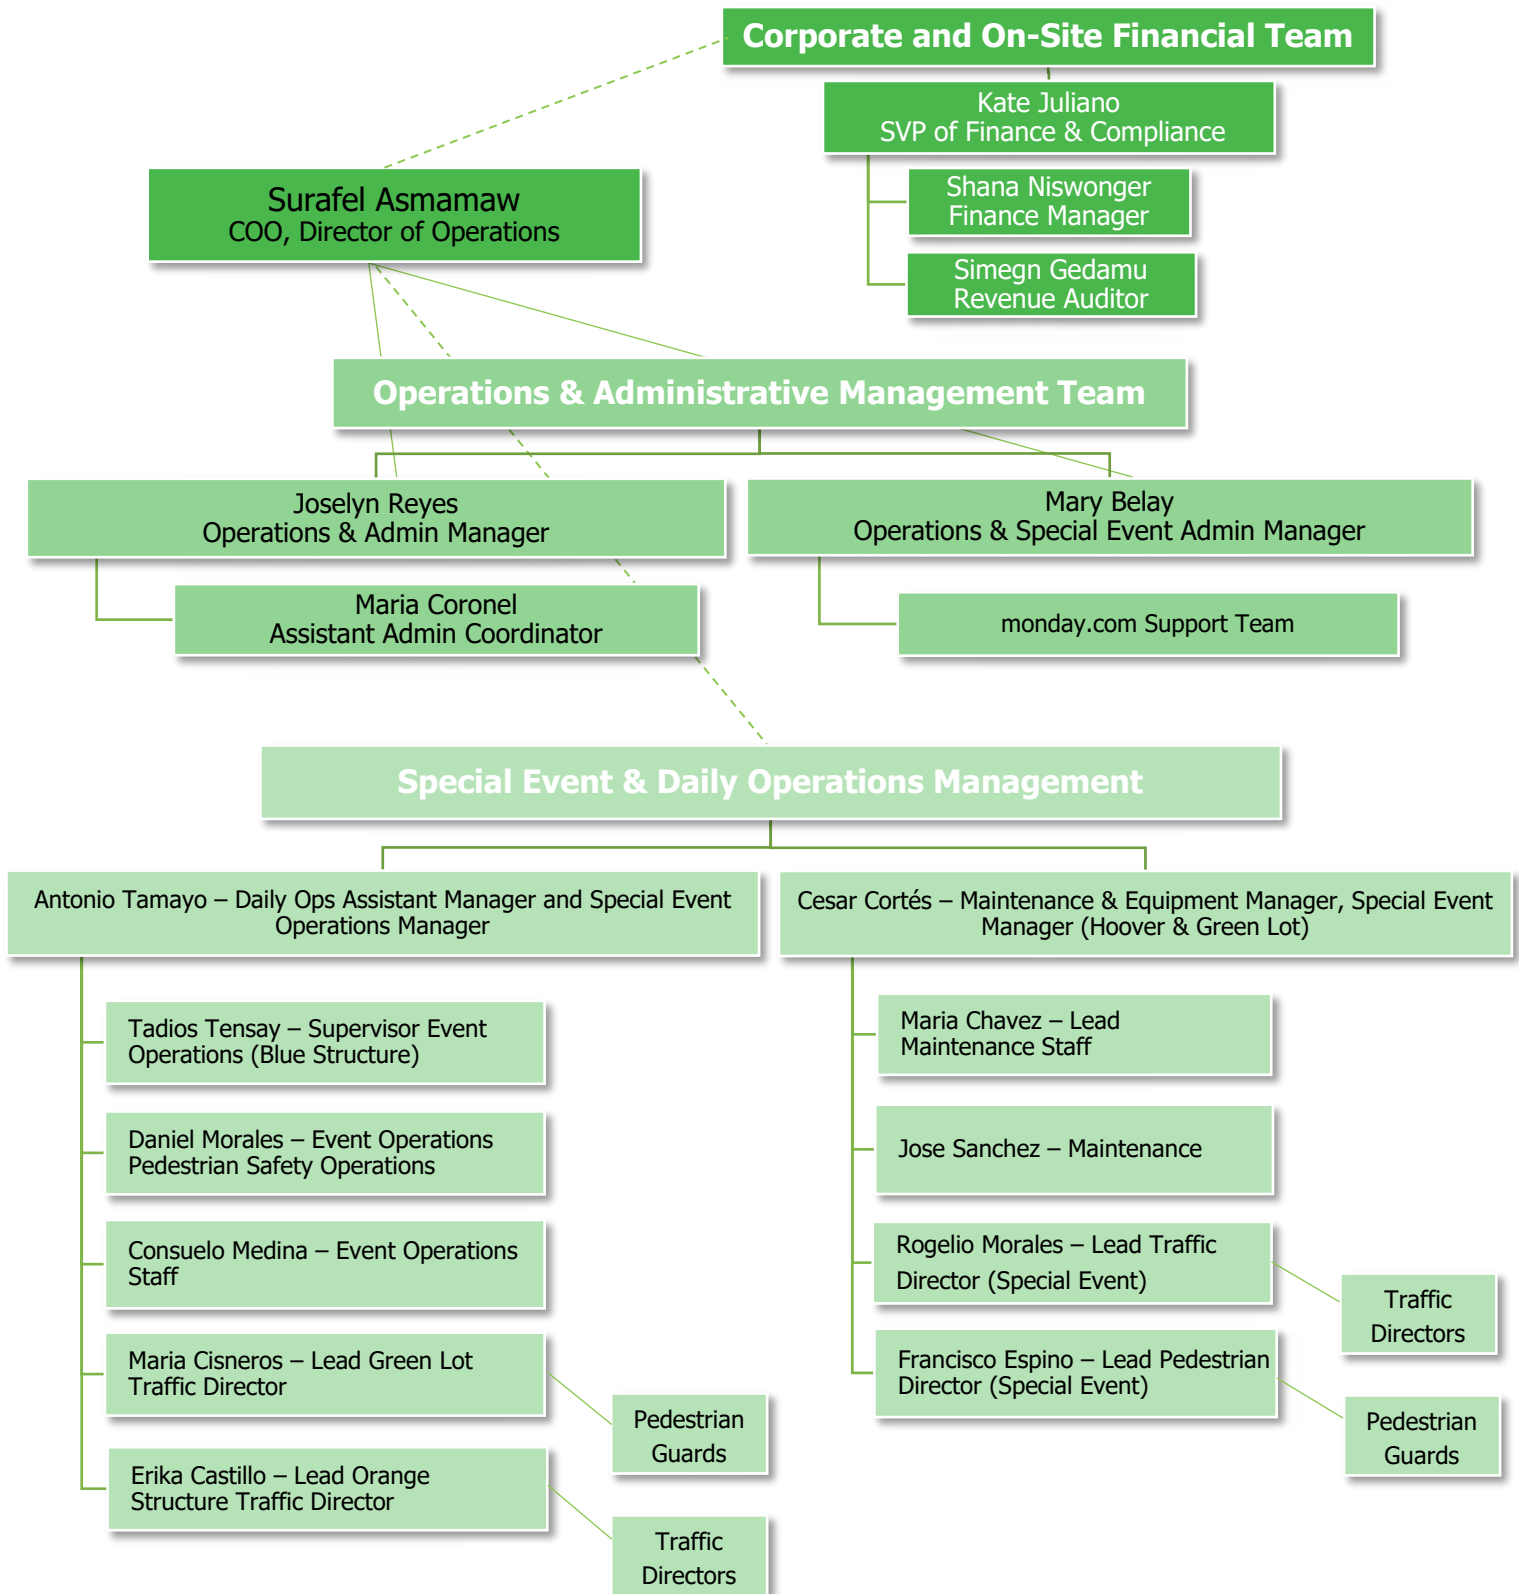 Corporate and On-Site Financial Team
Kate Juliano
SVP of Finance & Compliance
Shana Niswonger
Finance Manager
Simegn Gedamu
Revenue Auditor
Surafel Asmamaw
COO, Director of Operations
Operations & Administrative Management Team
Joselyn Reyes
Operations & Admin Manager
Maria Coronel
Assistant Admin Coordinator
Mary Belay
Operations & Special Event Admin Manager
monday.com Support Team
Special Event & Daily Operations Management
Antonio Tamayo – Daily Ops Assistant Manager and Special Event
Operations Manager
Tadios Tensay – Supervisor Event
Operations (Blue Structure)
Daniel Morales – Event Operations
Pedestrian Safety Operations
Consuelo Medina – Event Operations
Staff
Maria Cisneros – Lead Green Lot
Traffic Director
Pedestrian
Guards
Erika Castillo – Lead Orange
Structure Traffic Director
Traffic
Directors
Cesar Cortés – Maintenance & Equipment Manager, Special Event
Manager (Hoover & Green Lot)
Maria Chavez – Lead
Maintenance Staff
Jose Sanchez – Maintenance
Rogelio Morales – Lead Traffic
Director (Special Event)
Traffic
Directors
Francisco Espino – Lead Pedestrian
Director (Special Event)
Pedestrian
Guards